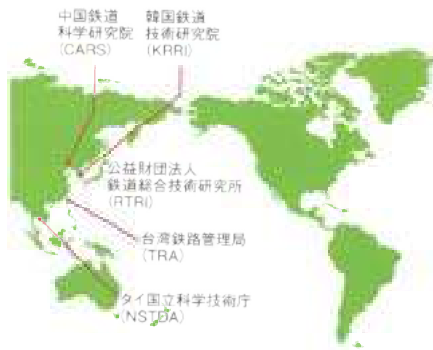 中国鉄道
科学研究院
(CARS)
韓国鉄道
技術研究院
(KRRI)
公益財団法人
鉄道総合技術研究所
(RTRI)
台湾鉄路管理局
(TRA)
タイ国立科学技術庁
(NSTDA)